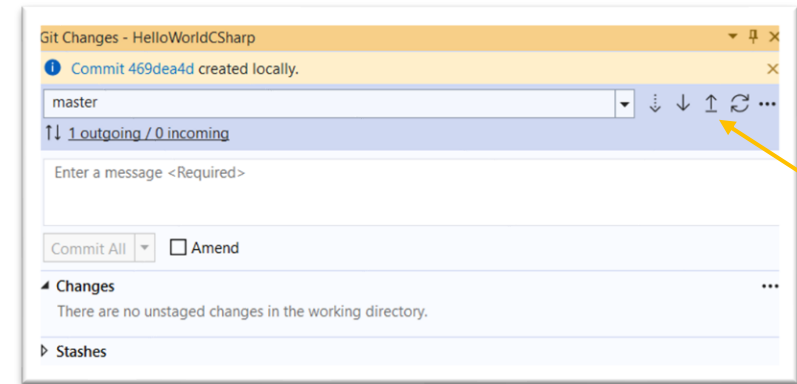 Git Changes - HelloWorldCSharp
Commit 469dea4d created locally.
master
1 outgoing / 0 incoming
Enter a message <Required>
Commit All
Amend
Changes
There are no unstaged changes in the working directory.
Stashes